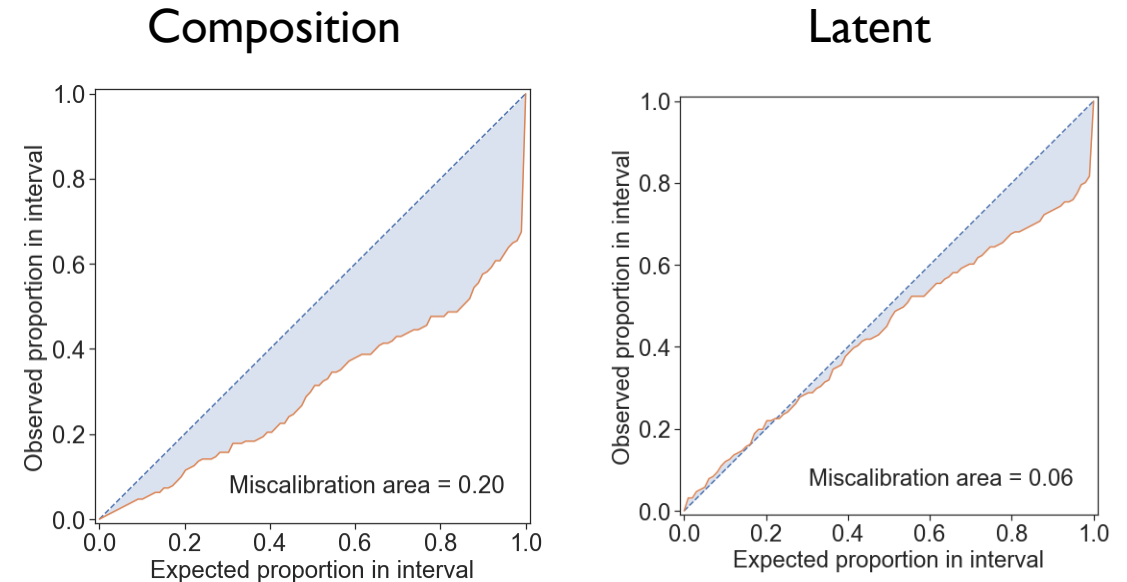 Composition
Observed proportion in interval
1.0
0.8
0.6
0.4
0.2
0.0
Miscalibration area = 0.20
0.0 0.2 0.4 0.6 0.8 1.0
Expected proportion in interval
Latent
Observed proportion in interval
1.0
0.8
0.6
0.4
0.2
0.0
Miscalibration area = 0.06
0.0 0.2 0.4 0.6 0.8 1.0
Expected proportion in interval